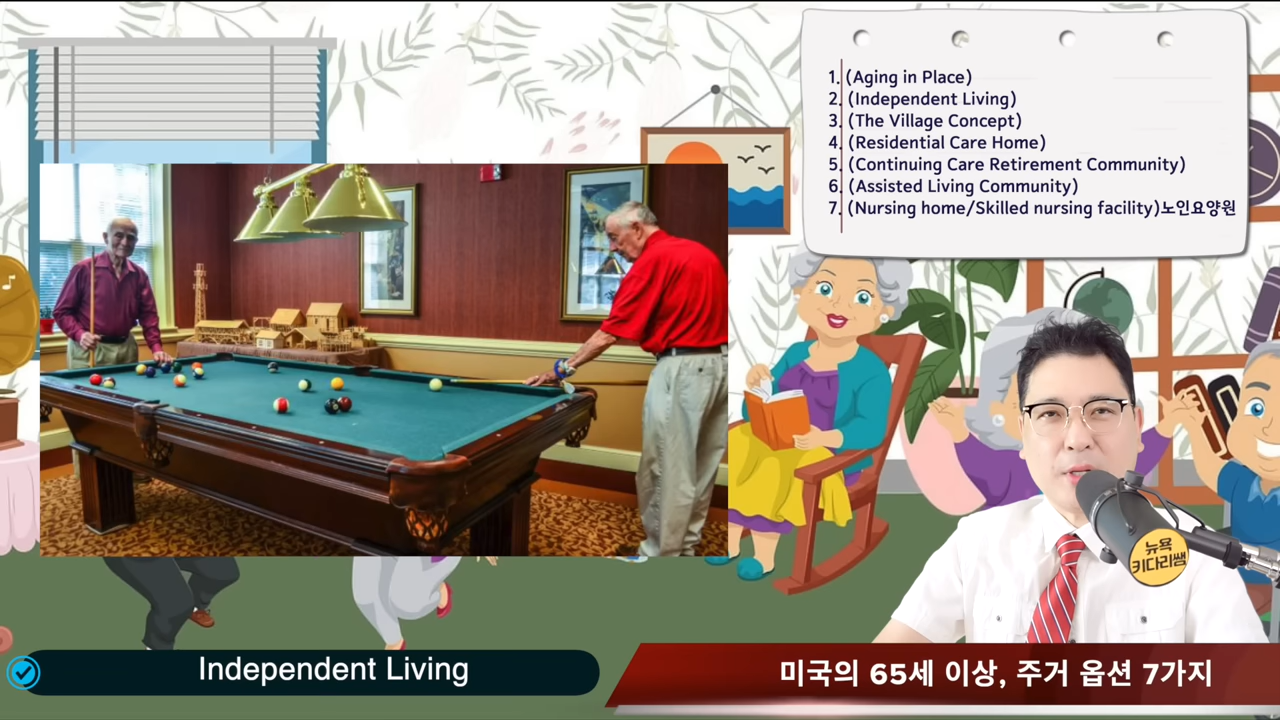 1. (Aging in Place)
2. (Independent Living)
3. (The Village Concept)
4. (Residential Care Home)
5. (Continuing Care Retirement Community)
6. (Assisted Living Community)
7. (Nursing home/Skilled nursing facility)노인요양원
뉴욕
키다리쌤
Independent Living
미국의 65세 이상, 주거 옵션 7가지